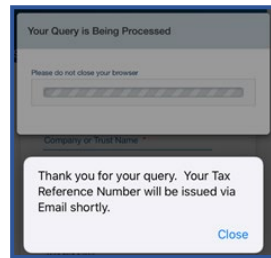 Your Query is Being Processed
Please do not close your browser
Company or Trust Name *
Thank you for your query. Your Tax
Reference Number will be issued via
Email shortly.
Close